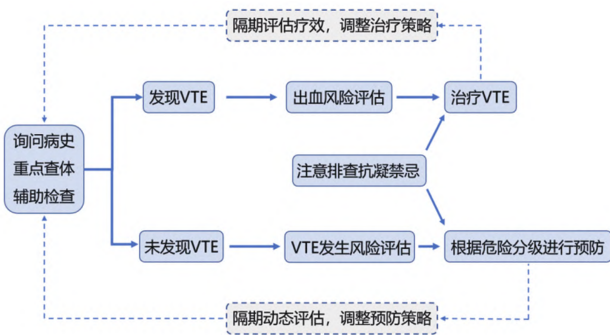 隔期评估疗效，调整治疗策略
发现VTE
出血风险评估
治疗VTE
询问病史
重点查体
辅助检查
注意排查抗凝禁忌
未发现VTE
VTE发生风险评估
根据危险分级进行预防
隔期动态评估，调整预防策略